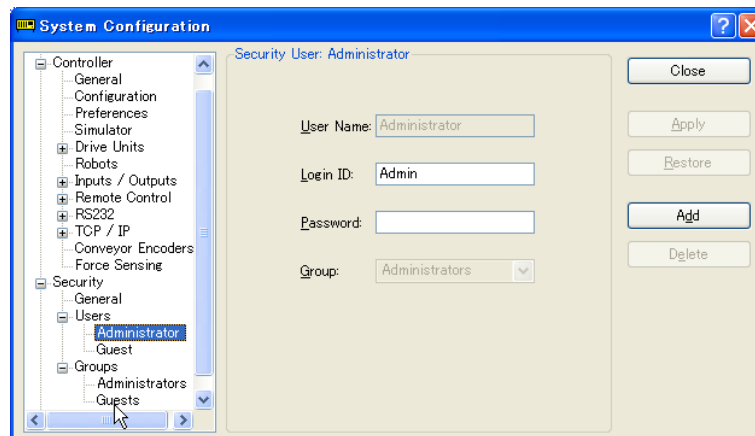 System Configuration
Controller
General
Configuration
Preferences
Simulator
Drive Units
Robots
Inputs / Outputs
Remote Control
RS232
TCP / IP
Conveyor Encoders
Force Sensing
Security
General
Users
Administrator
Guest
Groups
Administrators
Guests
Security User: Administrator
User Name: Administrator
Login ID: Admin
Password:
Group: Administrators
Close
Apply
Restore
Add
Delete